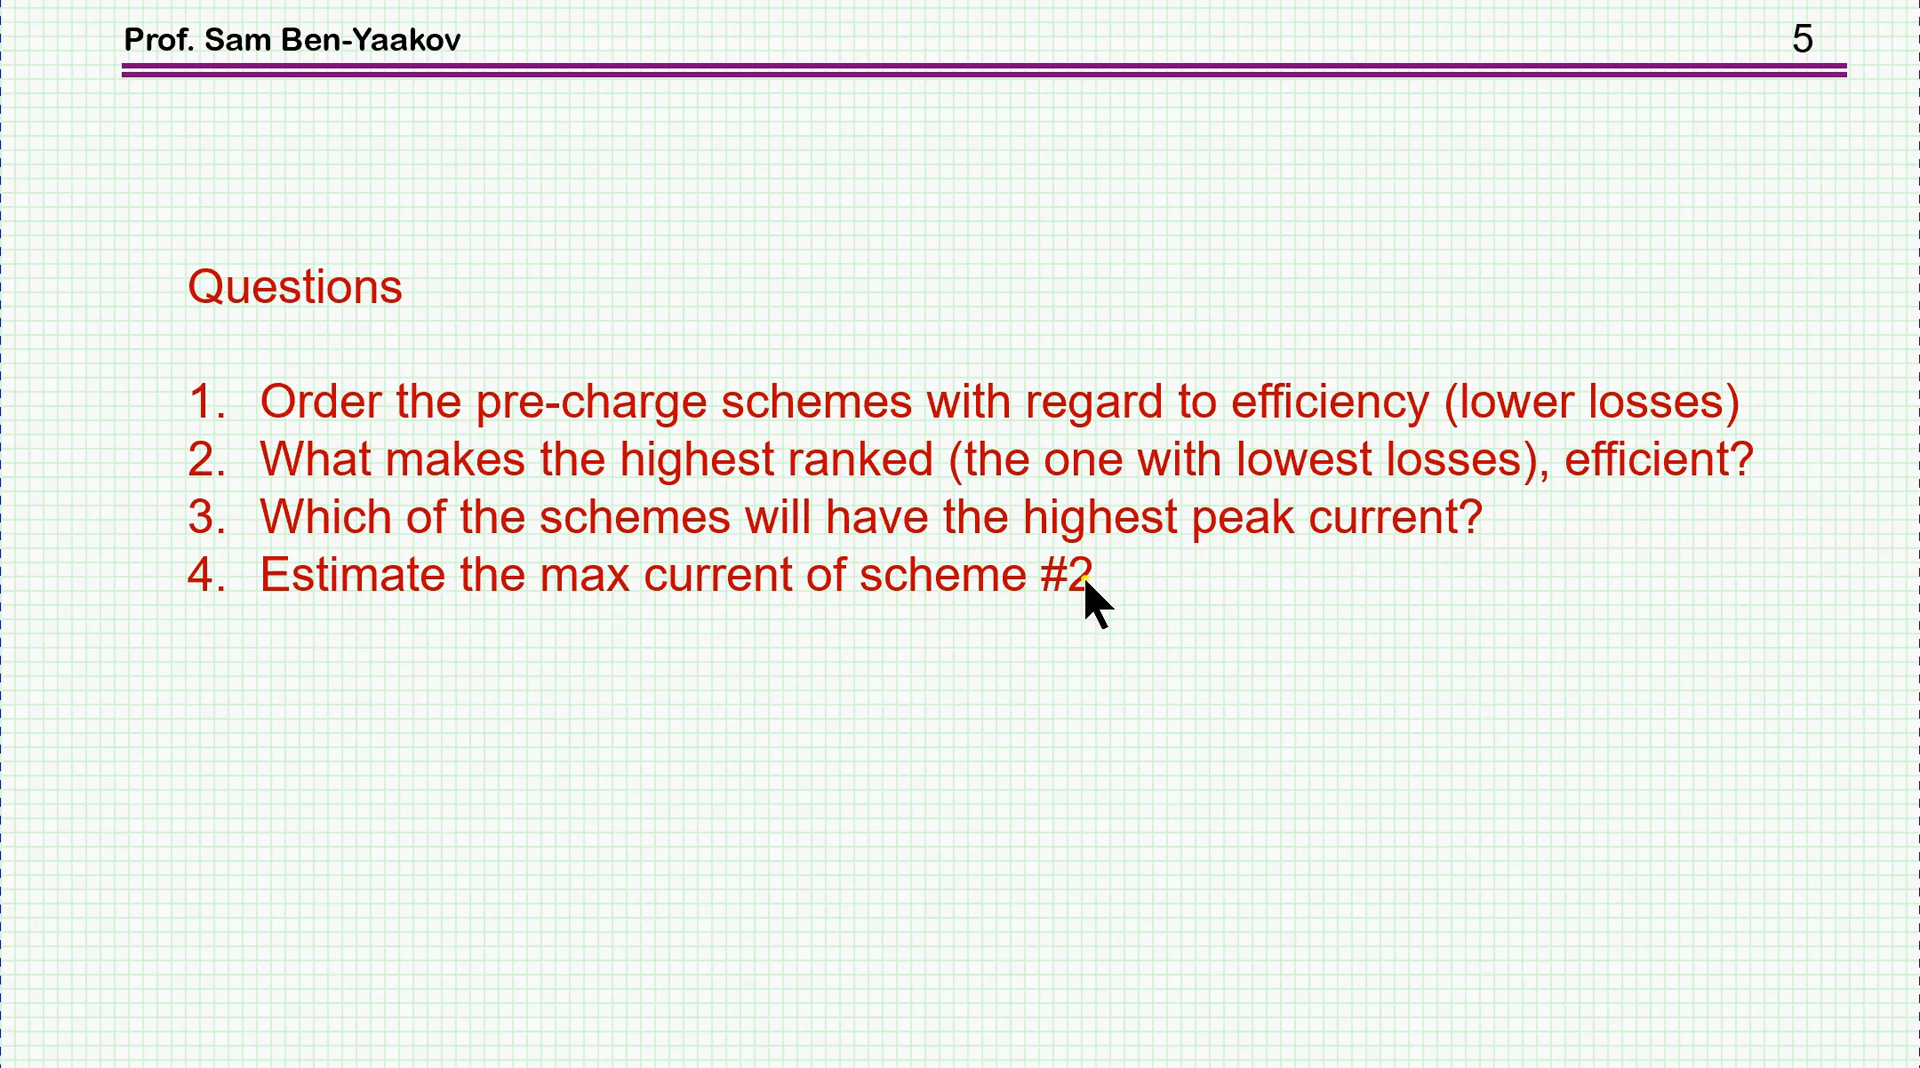 Prof. Sam Ben-Yaakov
5
Questions
1. Order the pre-charge schemes with regard to efficiency (lower losses)
2. What makes the highest ranked (the one with lowest losses), efficient?
3. Which of the schemes will have the highest peak current?
4. Estimate the max current of scheme #2